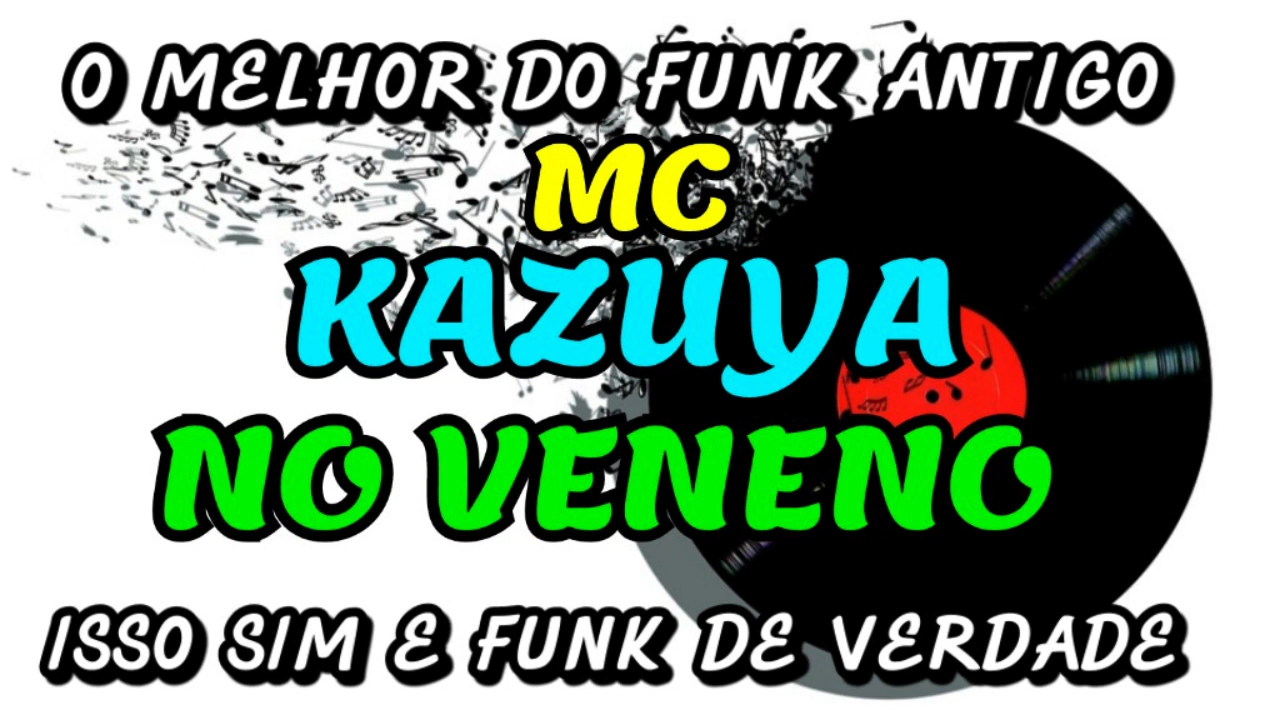 O MELHOR DO FUNK ANTIGO
MC
KAZUYA
NO VENENO
ISSO SIM E FUNK DE VERDADE